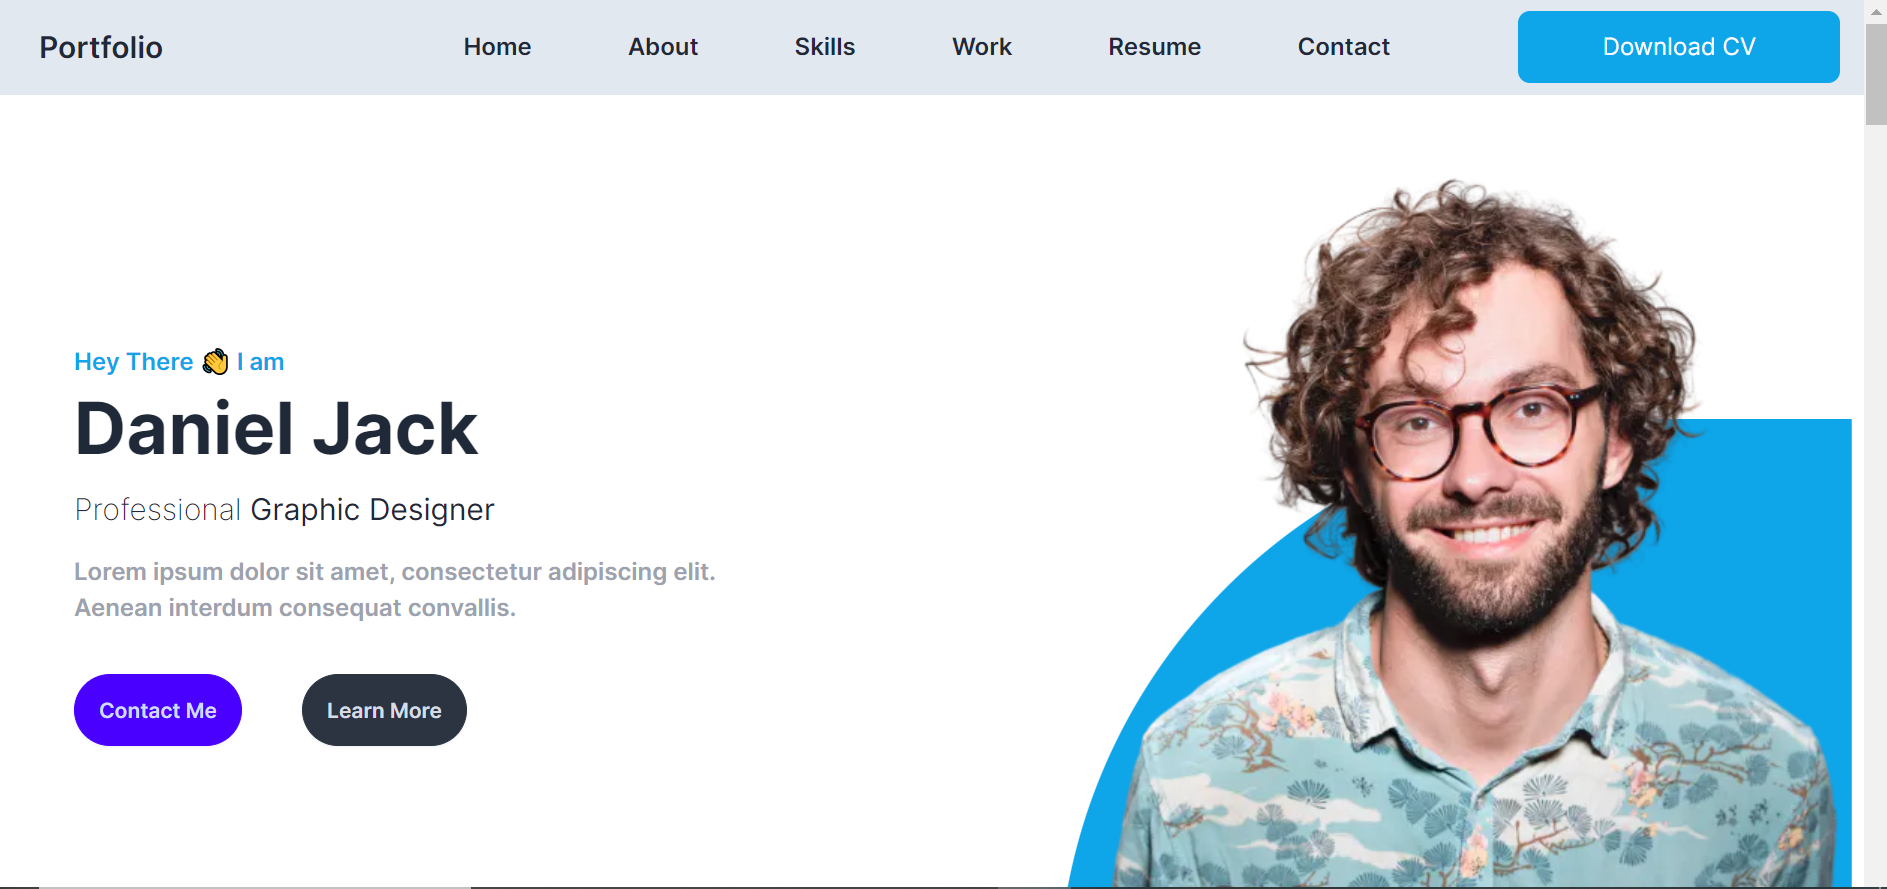 Portfolio Home About Skills Work Resume Contact Download CV
Hey There 👋 I am
Daniel Jack
Professional Graphic Designer
Lorem ipsum dolor sit amet, consectetur adipiscing elit.
Aenean interdum consequat convallis.
Contact Me Learn More